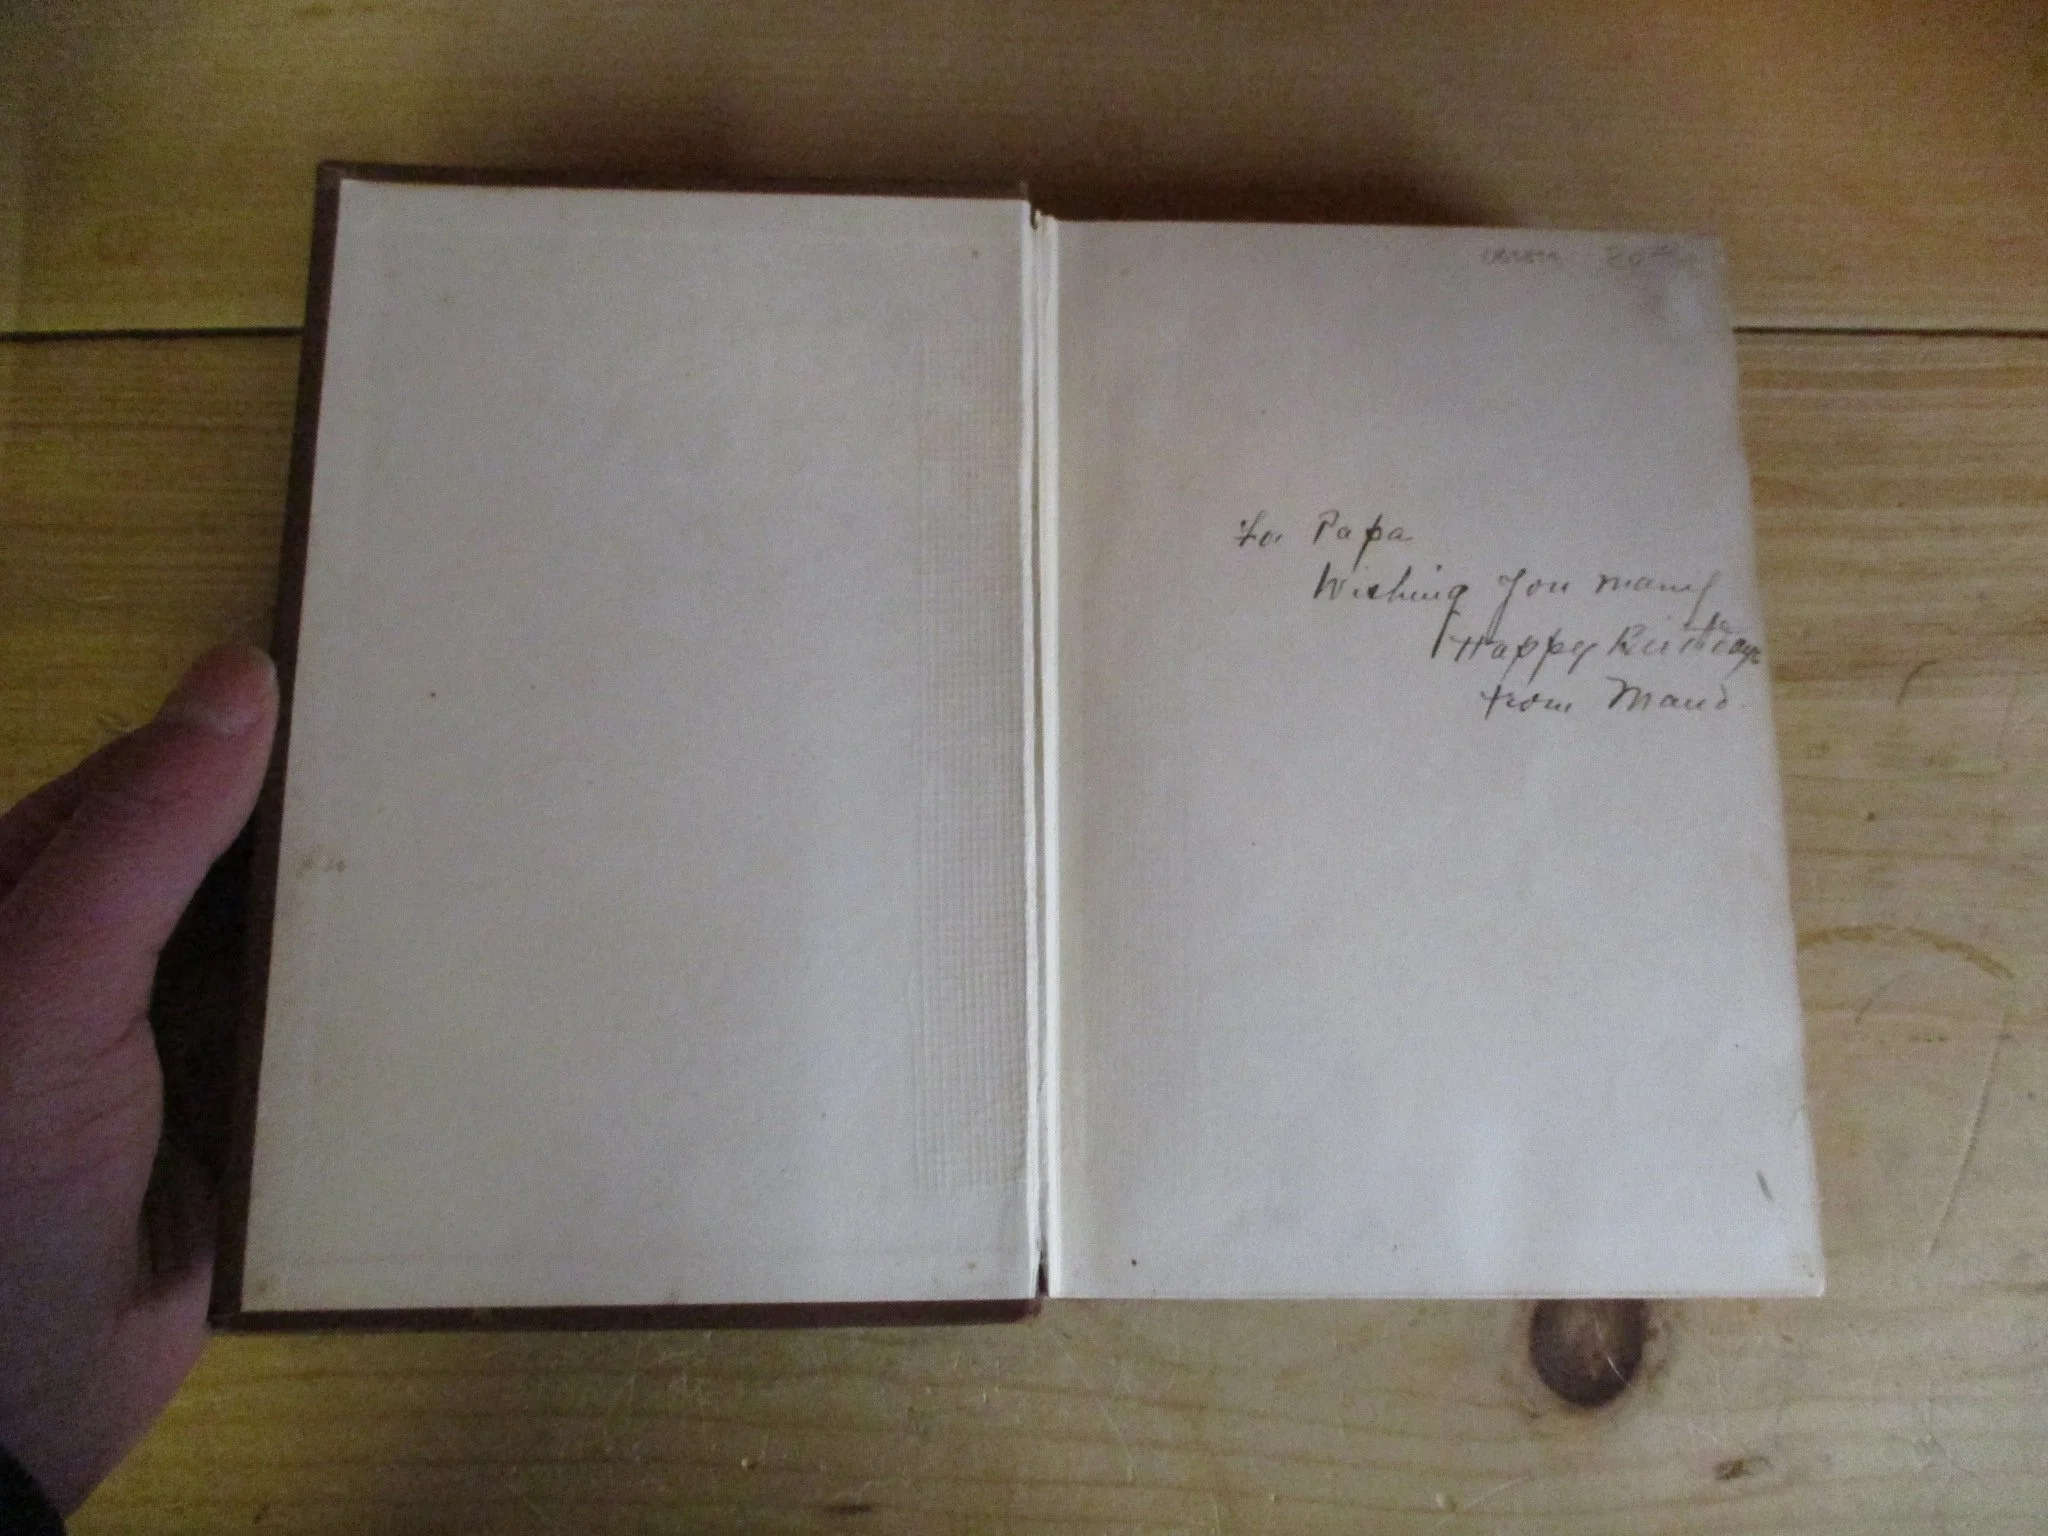 To Papa
Wishing you many
Happy Birthdays
from Maud.